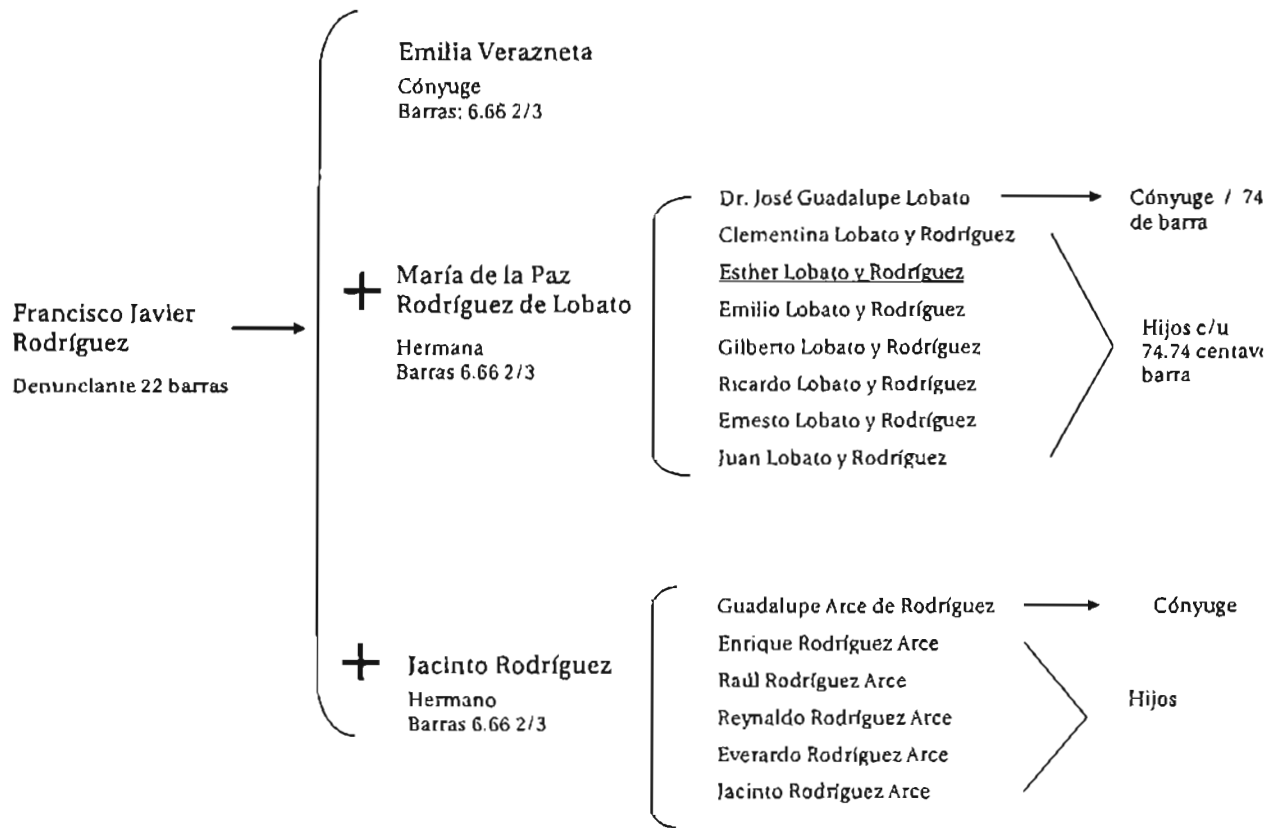 Francisco Javier
Rodríguez
Denunciante 22 barras
Emilia Verazneta
Cónyuge
Barras: 6.66 2/3
+ María de la Paz
Rodríguez de Lobato
Hermana
Barras 6.66 2/3
Dr. José Guadalupe Lobato
Clementina Lobato y Rodríguez
Esther Lobato y Rodríguez
Emilio Lobato y Rodríguez
Gilberto Lobato y Rodríguez
Ricardo Lobato y Rodríguez
Ernesto Lobato y Rodríguez
Juan Lobato y Rodríguez
Cónyuge / 74
de barra
Hijos c/u
74.74 centavo
barra
+ Jacinto Rodríguez
Hermano
Barras 6.66 2/3
Guadalupe Arce de Rodríguez
Enrique Rodríguez Arce
Raúl Rodríguez Arce
Reynaldo Rodríguez Arce
Everardo Rodríguez Arce
Jacinto Rodríguez Arce
Cónyuge
Hijos